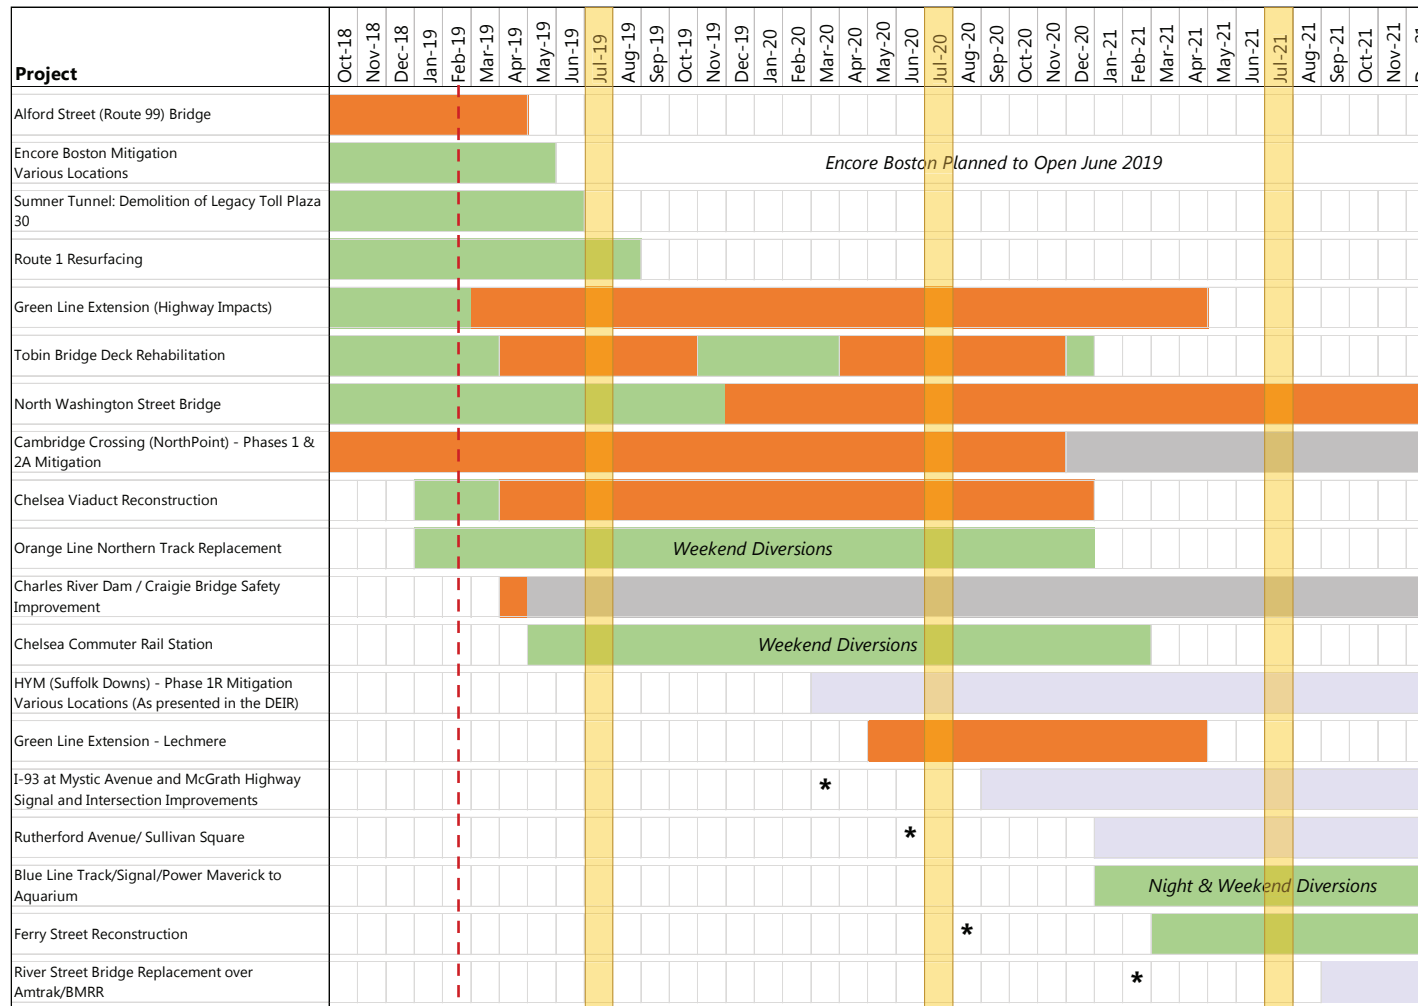 Project
Oct-18
Nov-18
Dec-18
Jan-19
Feb-19
Mar-19
Apr-19
May-19
Jun-19
Jul-19
Aug-19
Sep-19
Oct-19
Nov-19
Dec-19
Jan-20
Feb-20
Mar-20
Apr-20
May-20
Jun-20
Jul-20
Aug-20
Sep-20
Oct-20
Nov-20
Dec-20
Jan-21
Feb-21
Mar-21
Apr-21
May-21
Jun-21
Jul-21
Aug-21
Sep-21
Oct-21
Nov-21
Alford Street (Route 99) Bridge
Encore Boston Mitigation
Various Locations
Encore Boston Planned to Open June 2019
Sumner Tunnel: Demolition of Legacy Toll Plaza
30
Route 1 Resurfacing
Green Line Extension (Highway Impacts)
Tobin Bridge Deck Rehabilitation
North Washington Street Bridge
Cambridge Crossing (NorthPoint) - Phases 1 &
2A Mitigation
Chelsea Viaduct Reconstruction
Orange Line Northern Track Replacement
Weekend Diversions
Charles River Dam / Craigie Bridge Safety
Improvement
Chelsea Commuter Rail Station
Weekend Diversions
HYM (Suffolk Downs) - Phase 1R Mitigation
Various Locations (As presented in the DEIR)
Green Line Extension - Lechmere
I-93 at Mystic Avenue and McGrath Highway
Signal and Intersection Improvements
*
Rutherford Avenue/ Sullivan Square
*
Blue Line Track/Signal/Power Maverick to
Aquarium
Night & Weekend Diversions
Ferry Street Reconstruction
*
River Street Bridge Replacement over
Amtrak/BMRR
*